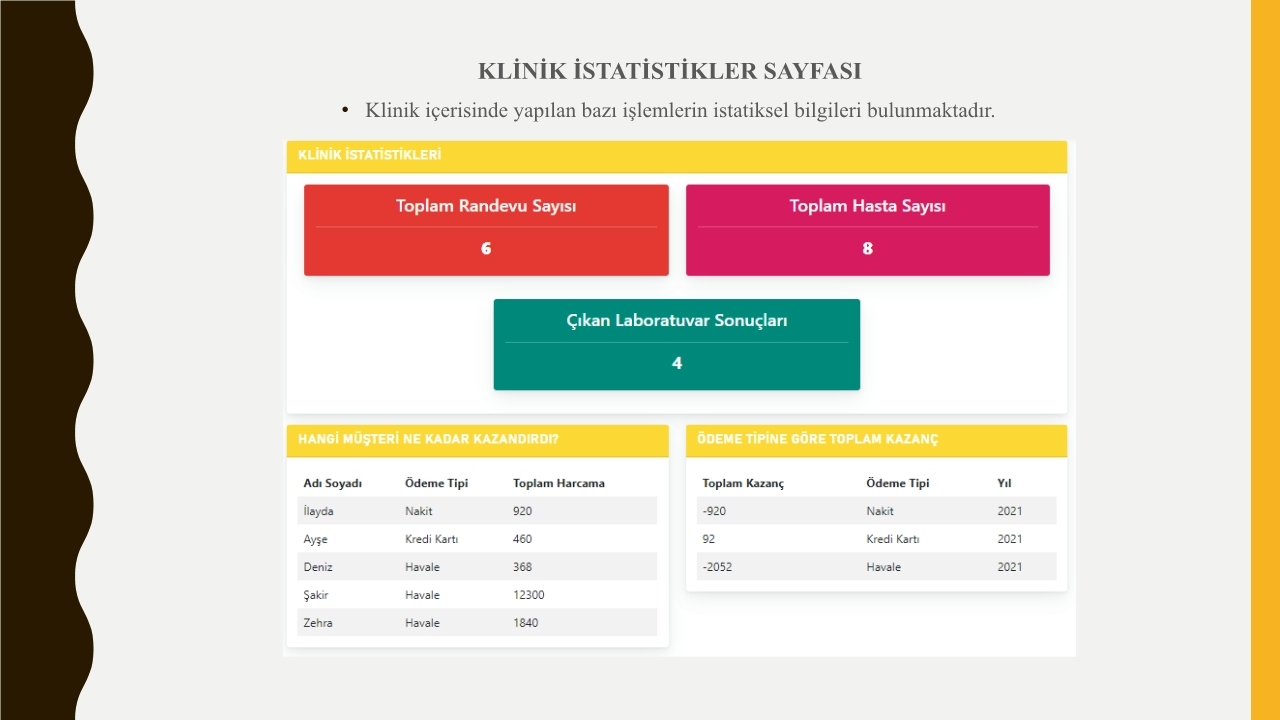 KLİNİK İSTATİSTİKLER SAYFASI
• Klinik içerisinde yapılan bazı işlemlerin istatiksel bilgileri bulunmaktadır.
KLİNİK İSTATİSTİKLERİ
Toplam Randevu Sayısı
6
Toplam Hasta Sayısı
8
Çıkan Laboratuvar Sonuçları
4
HANGİ MÜŞTERİ NE KADAR KAZANDIRDI?
Adı Soyadı Ödeme Tipi Toplam Harcama
İlayda Nakit 920
Ayşe Kredi Kartı 460
Deniz Havale 368
Şakir Havale 12300
Zehra Havale 1840
ÖDEME TİPİNE GÖRE TOPLAM KAZANÇ
Toplam Kazanç Ödeme Tipi Yıl
-920 Nakit 2021
92 Kredi Kartı 2021
-2052 Havale 2021